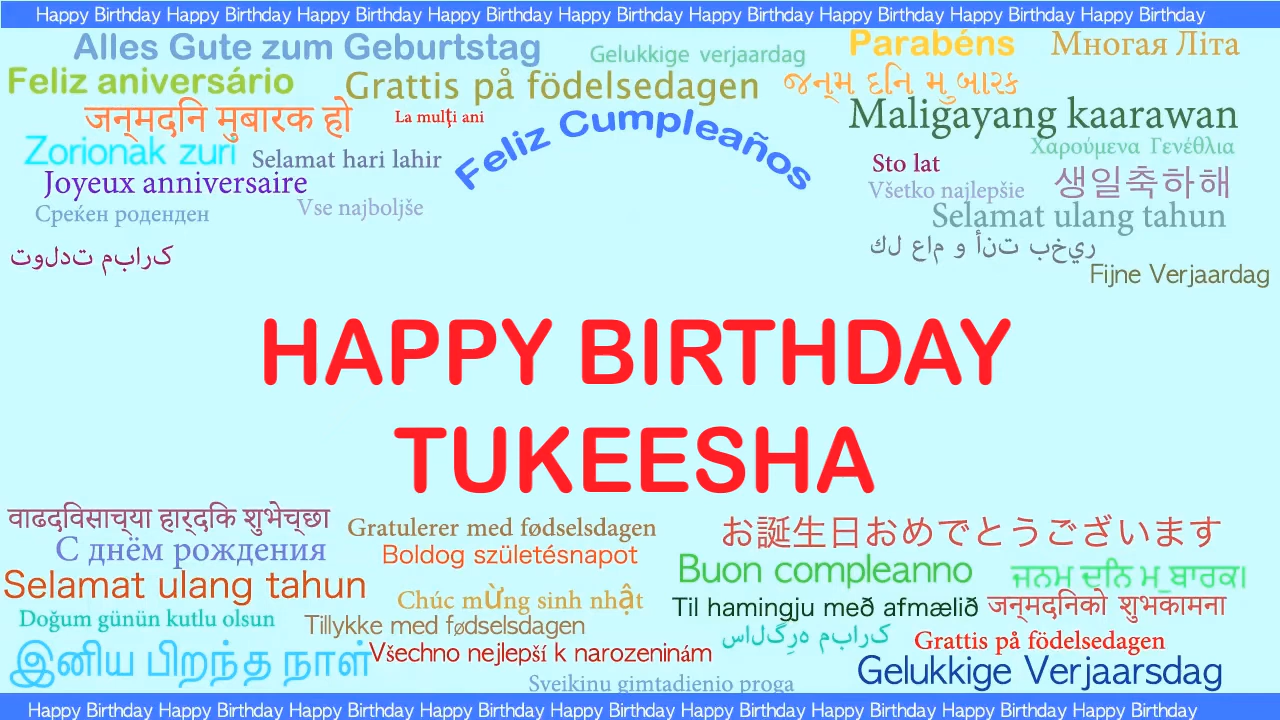 Happy Birthday Happy Birthday Happy Birthday Happy Birthday Happy Birthday Happy Birthday Happy Birthday Happy Birthday Happy Birthday
Alles Gute zum Geburtstag
Gelukkige verjaardag
Parabéns
Многая Літа
Feliz aniversário
Grattis på födelsedagen
જન્મ દનિ મુ બારક
जन्मदनि मुबारक हो
La mulţi ani
Feliz Cumpleaños
Maligayang kaarawan
Zorionak zuri
Selamat hari lahir
Χαρούμενα Γενέθλια
Sto lat
Joyeux anniversaire
Všetko najlepšie
생일축하해
Среќен роденден
Vse najboljše
Selamat ulang tahun
تولدت مبارک
كل عام و أنت بخير
Fijne Verjaardag
HAPPY BIRTHDAY
TUKEESHA
वाढदविसाच्या हार्दकि शुभेच्छा
Gratulerer med fødselsdagen
お誕生日おめでとうございます
С днём рождения
Boldog születésnapot
Buon compleanno
ਜਨਮ ਦਨਿ ਮੁ ਬਾਰਕ।
Selamat ulang tahun
Chúc mừng sinh nhật
Til hamingju með afmælið
जन्मदनिको शुभकामना
Doğum günün kutlu olsun
Tillykke med fødselsdagen
سالگرہ مبارک
Grattis på födelsedagen
இனிய பிறந்த நாள்
Všechno nejlepší k narozeninám
Gelukkige Verjaarsdag
Sveikinu gimtadienio proga
Happy Birthday Happy Birthday Happy Birthday Happy Birthday Happy Birthday Happy Birthday Happy Birthday Happy Birthday Happy Birthday